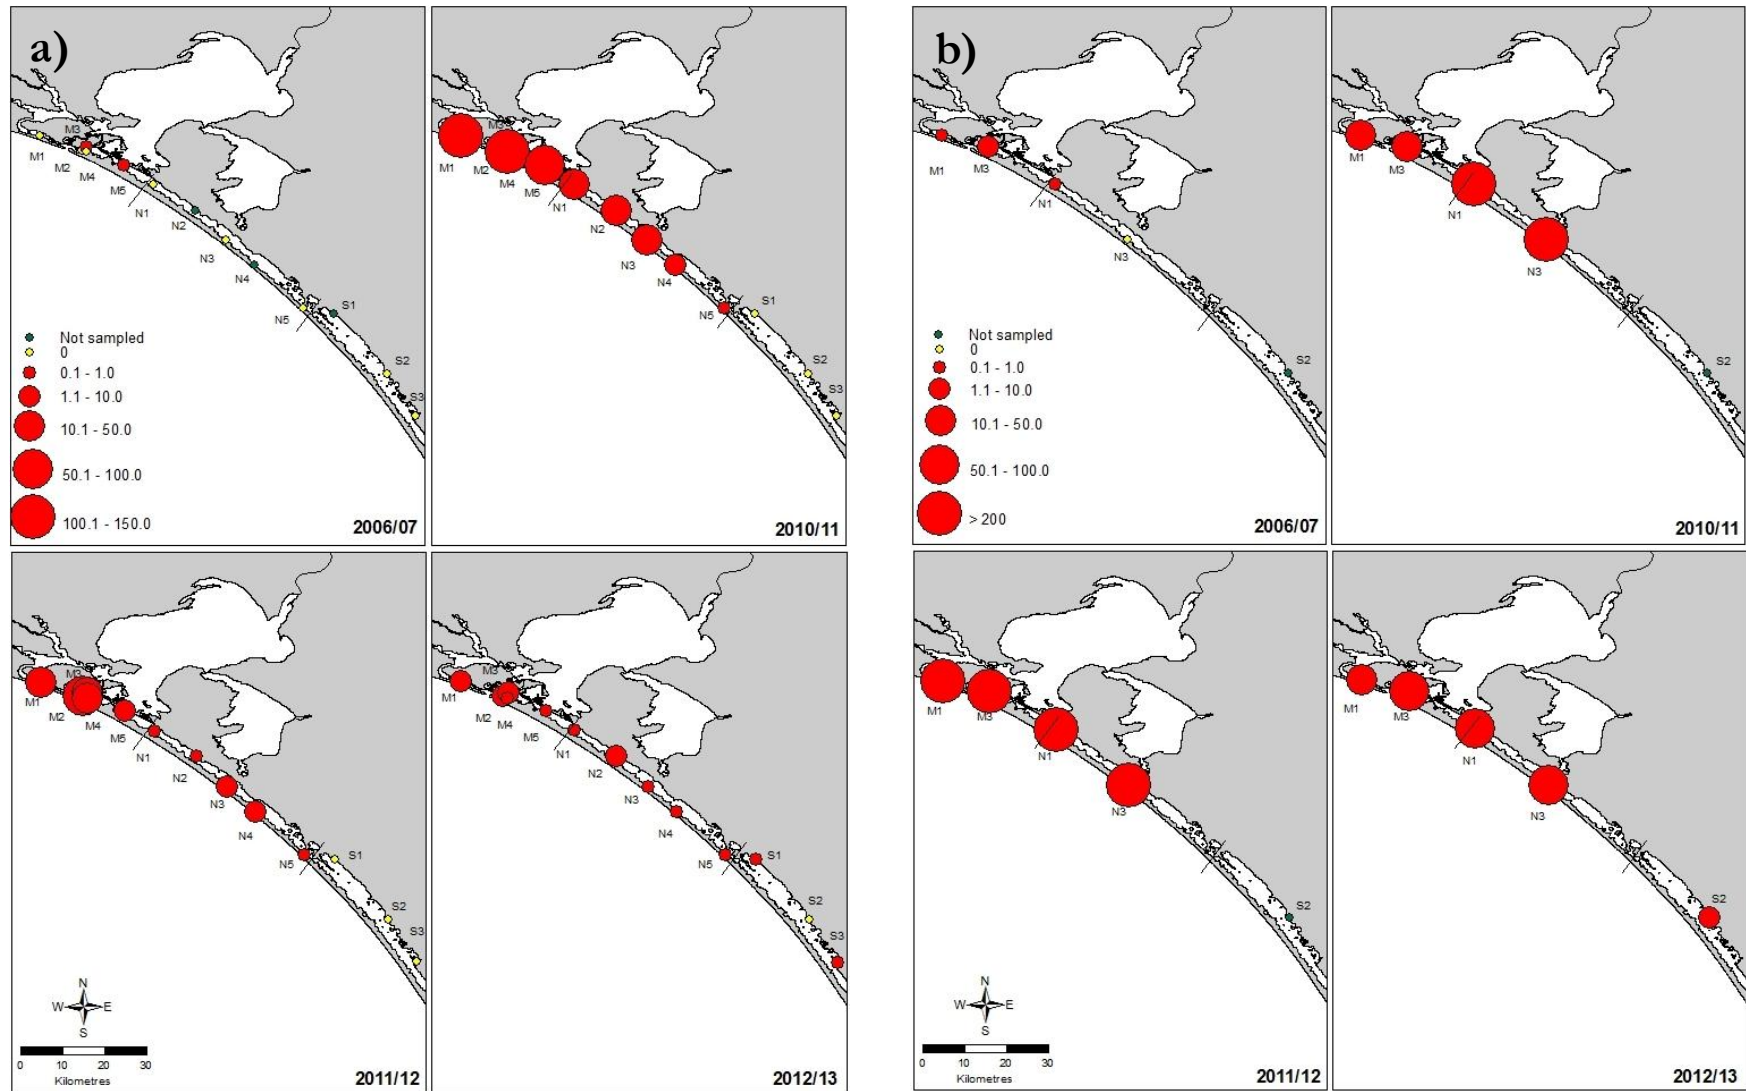 a)
M3
M1
M2
M4
M5
N1
N2
N3
N4
N5
S1
S2
S3
Not sampled
0
0.1 - 1.0
1.1 - 10.0
10.1 - 50.0
50.1 - 100.0
100.1 - 150.0
2006/07
M3
M1
M2
M4
M5
N1
N2
N3
N4
N5
S1
S2
S3
2010/11
M3
M1
M2
M4
M5
N1
N2
N3
N4
N5
S1
S2
S3
N
W E
S
0 10 20 30
Kilometres
2011/12
M3
M1
M2
M4
M5
N1
N2
N3
N4
N5
S1
S2
S3
2012/13
b)
M1
M3
N1
N3
S2
Not sampled
0
0.1 - 1.0
1.1 - 10.0
10.1 - 50.0
50.1 - 100.0
> 200
2006/07
M1
M3
N1
N3
S2
2010/11
M1
M3
N1
N3
S2
N
W E
S
0 10 20 30
Kilometres
2011/12
M1
M3
N1
N3
S2
2012/13